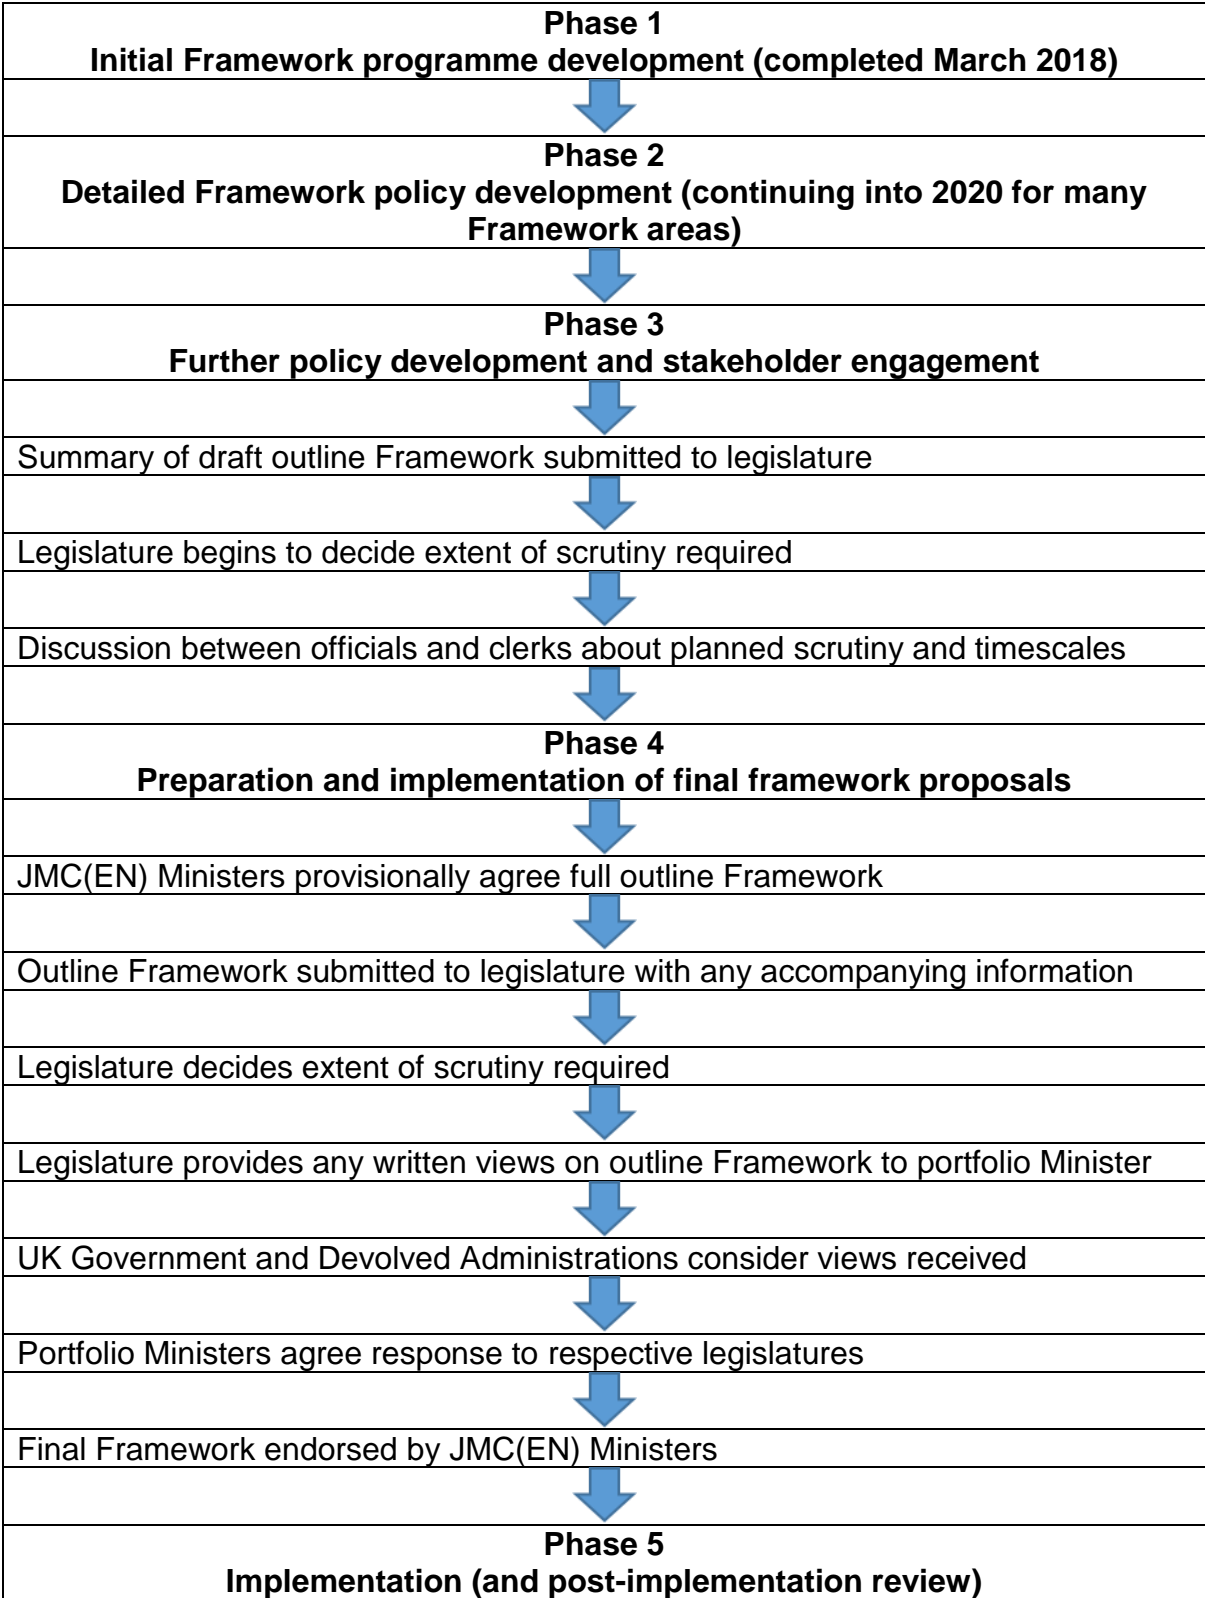 Phase 1
Initial Framework programme development (completed March 2018)
Phase 2
Detailed Framework policy development (continuing into 2020 for many
Framework areas)
Phase 3
Further policy development and stakeholder engagement
Summary of draft outline Framework submitted to legislature
Legislature begins to decide extent of scrutiny required
Discussion between officials and clerks about planned scrutiny and timescales
Phase 4
Preparation and implementation of final framework proposals
JMC(EN) Ministers provisionally agree full outline Framework
Outline Framework submitted to legislature with any accompanying information
Legislature decides extent of scrutiny required
Legislature provides any written views on outline Framework to portfolio Minister
UK Government and Devolved Administrations consider views received
Portfolio Ministers agree response to respective legislatures
Final Framework endorsed by JMC(EN) Ministers
Phase 5
Implementation (and post-implementation review)